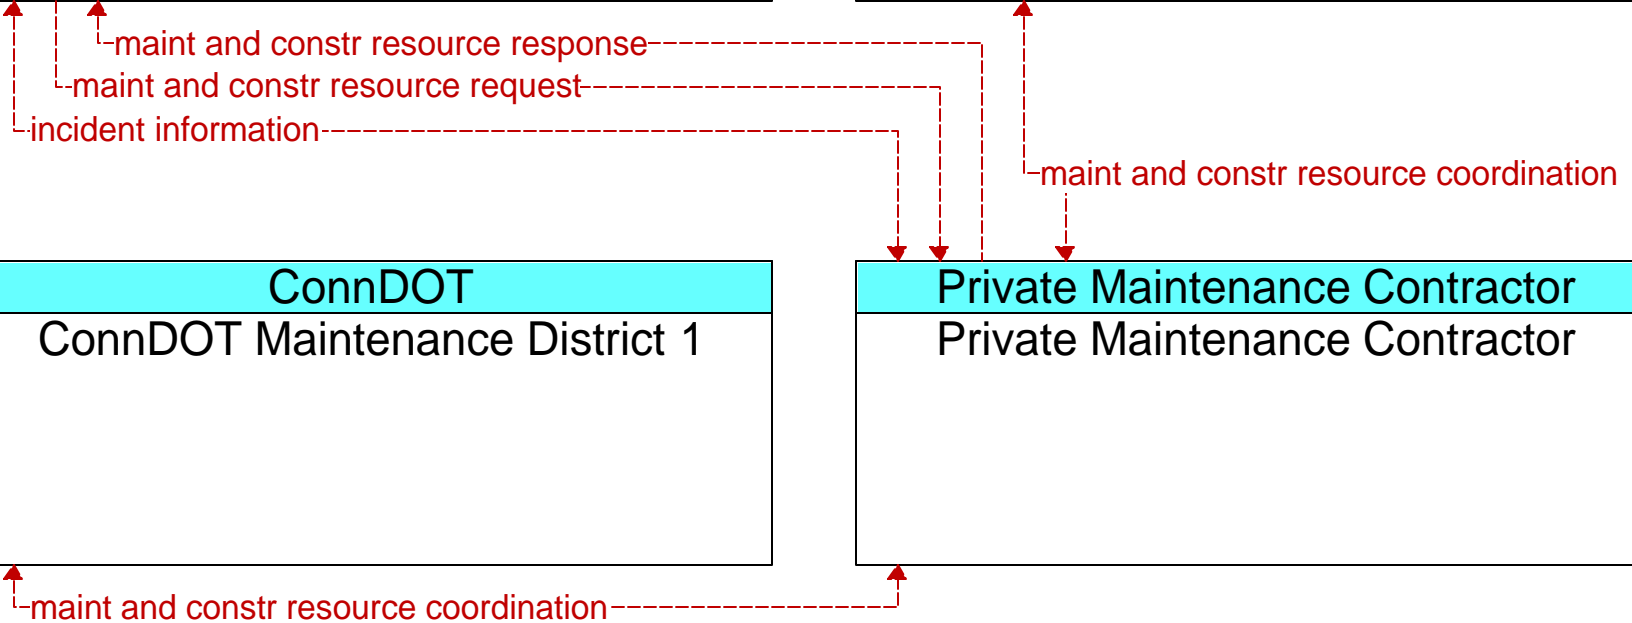 maint and constr resource response
maint and constr resource request
incident information
maint and constr resource coordination
ConnDOT
ConnDOT Maintenance District 1
Private Maintenance Contractor
Private Maintenance Contractor
maint and constr resource coordination